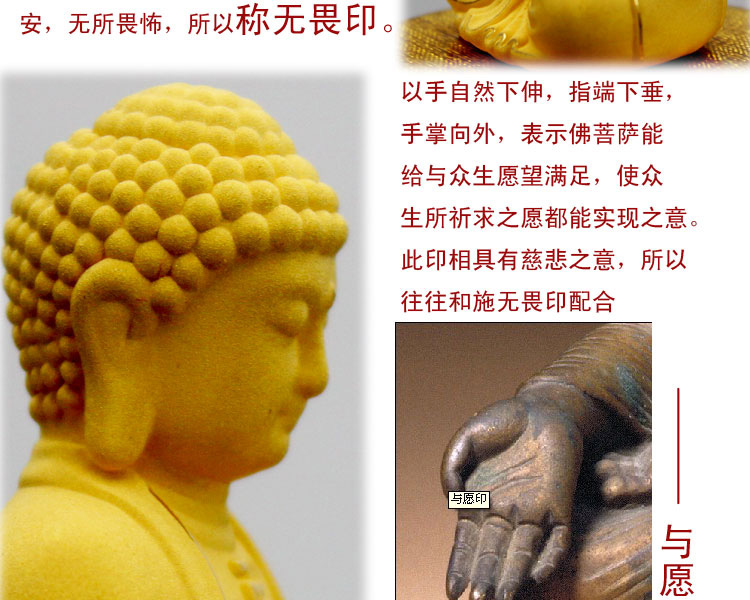 安，无所畏怖，所以称无畏印。
以手自然下伸，指端下垂，
手掌向外，表示佛菩萨能
给与众生愿望满足，使众
生所祈求之愿都能实现之意。
此印相具有慈悲之意，所以
往往和施无畏印配合
与愿印
与愿